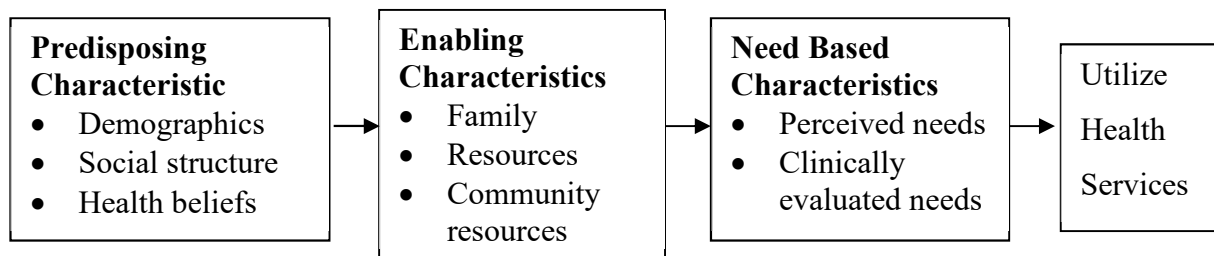 Predisposing
Characteristic
• Demographics
• Social structure
• Health beliefs
Enabling
Characteristics
• Family
• Resources
• Community
resources
Need Based
Characteristics
• Perceived needs
• Clinically
evaluated needs
Utilize
Health
Services